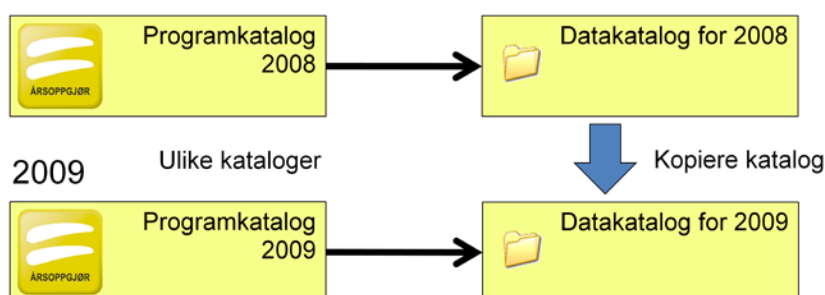 Programkatalog
2008
Datakatalog for 2008
ÅRSOPPGJØR
2009
Ulike kataloger
Kopiere katalog
Programkatalog
2009
Datakatalog for 2009
ÅRSOPPGJØR